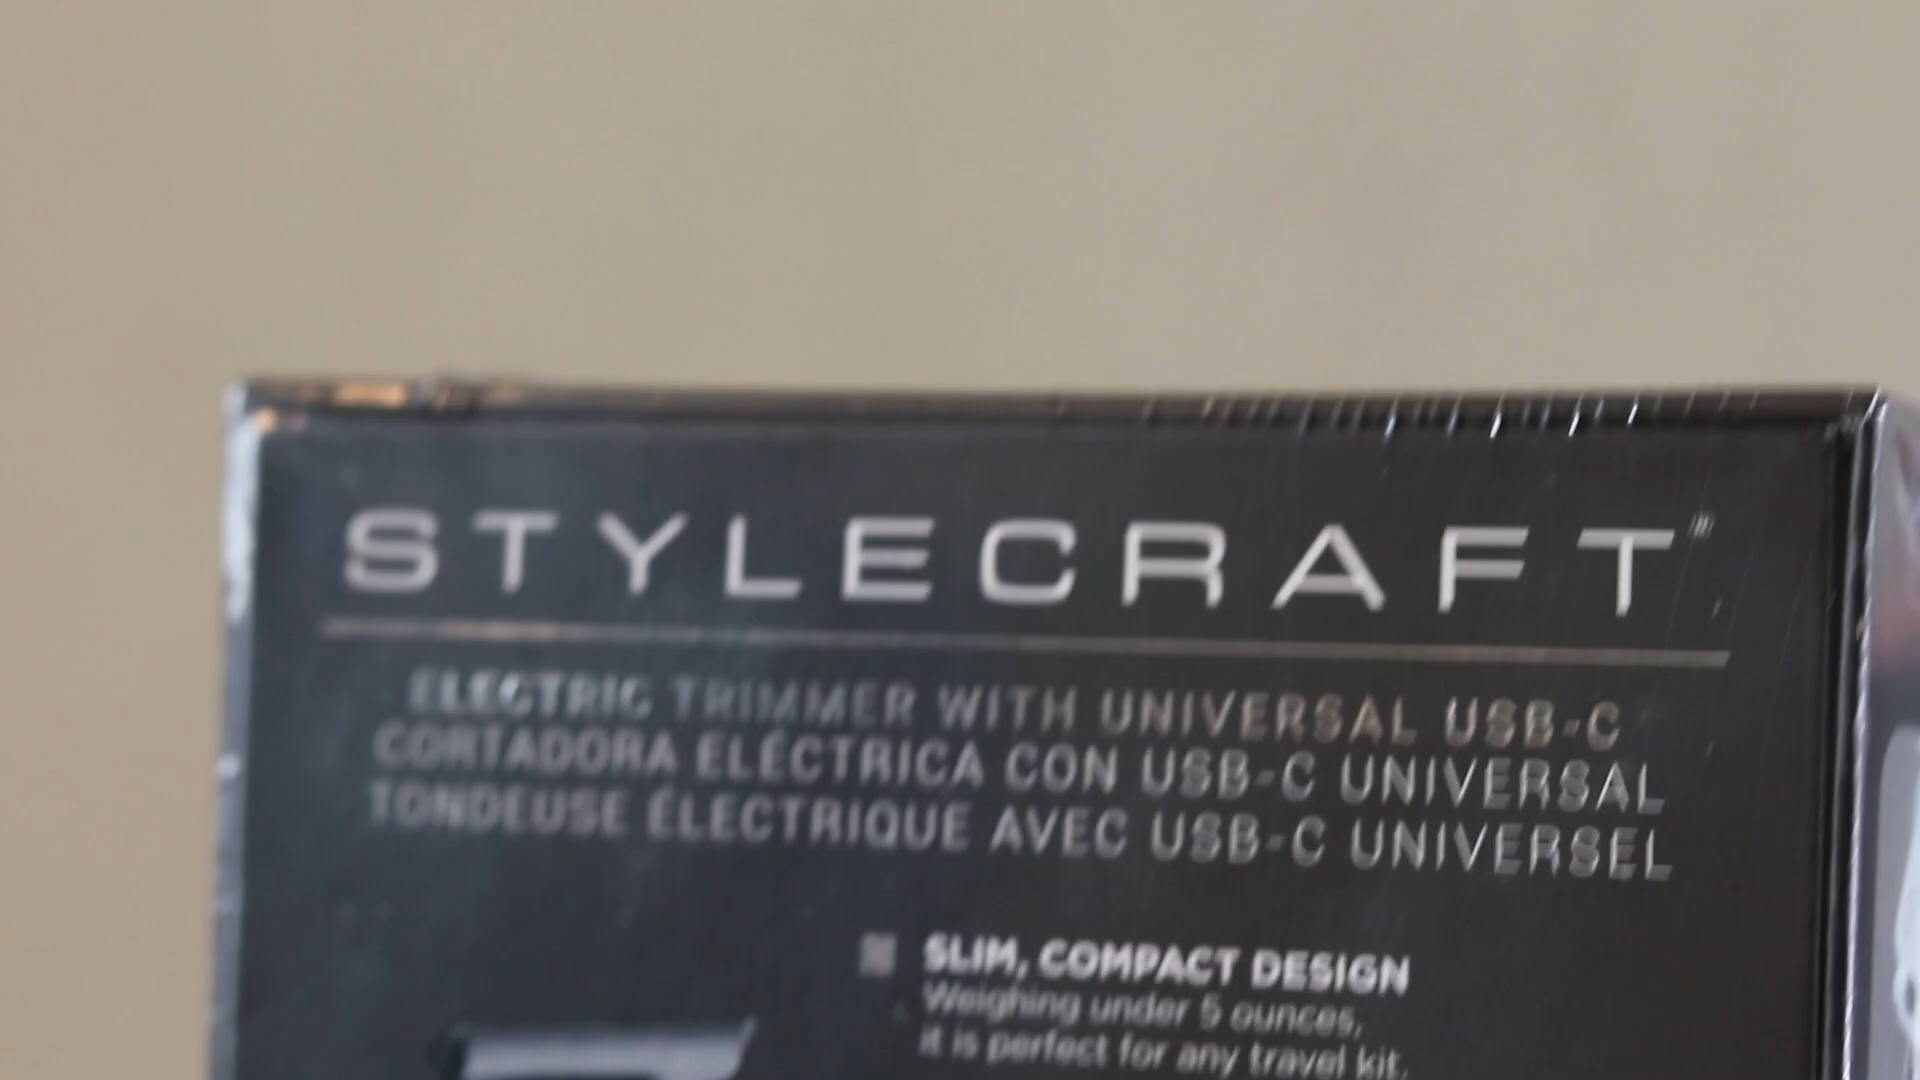 STYLECRAFT®
ELECTRIC TRIMMER WITH UNIVERSAL USB-C
CORTADORA ELÉCTRICA CON USB-C UNIVERSAL
TONDEUSE ÉLECTRIQUE AVEC USB-C UNIVERSEL
SLIM, COMPACT DESIGN
Weighing under 5 ounces,
it is perfect for any travel kit.